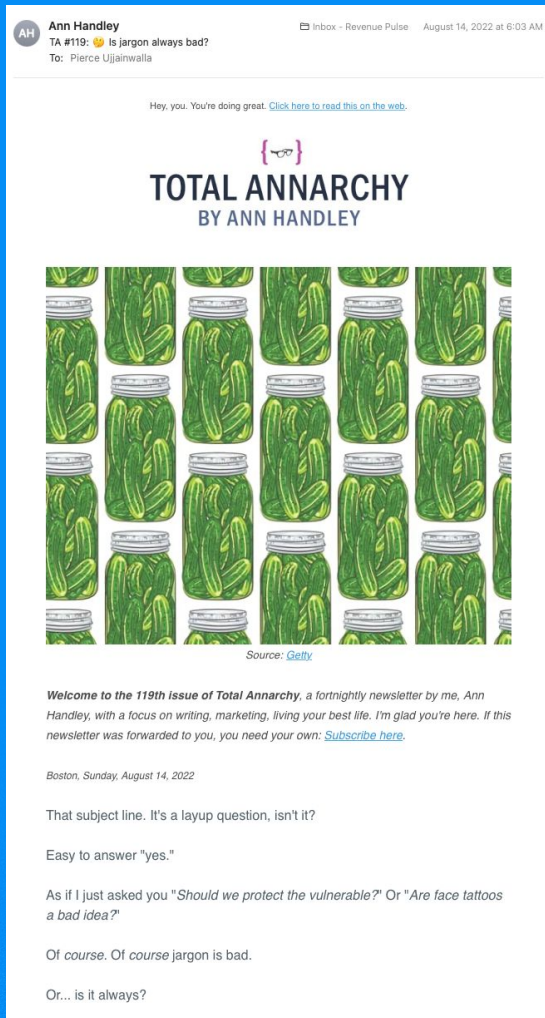 AH
Ann Handley
Inbox - Revenue Pulse August 14, 2022 at 6:03 AM
TA #119: 🤔 Is jargon always bad?
To: Pierce Ujjainwalla
Hey, you. You're doing great. Click here to read this on the web.
TOTAL ANNARCHY
BY ANN HANDLEY
Source: Getty
Welcome to the 119th issue of Total Annarchy, a fortnightly newsletter by me, Ann
Handley, with a focus on writing, marketing, living your best life. I'm glad you're here. If this
newsletter was forwarded to you, you need your own: Subscribe here.
Boston, Sunday, August 14, 2022
That subject line. It's a layup question, isn't it?
Easy to answer "yes."
As if I just asked you "Should we protect the vulnerable?" Or "Are face tattoos
a bad idea?"
Of course. Of course jargon is bad.
Or... is it always?